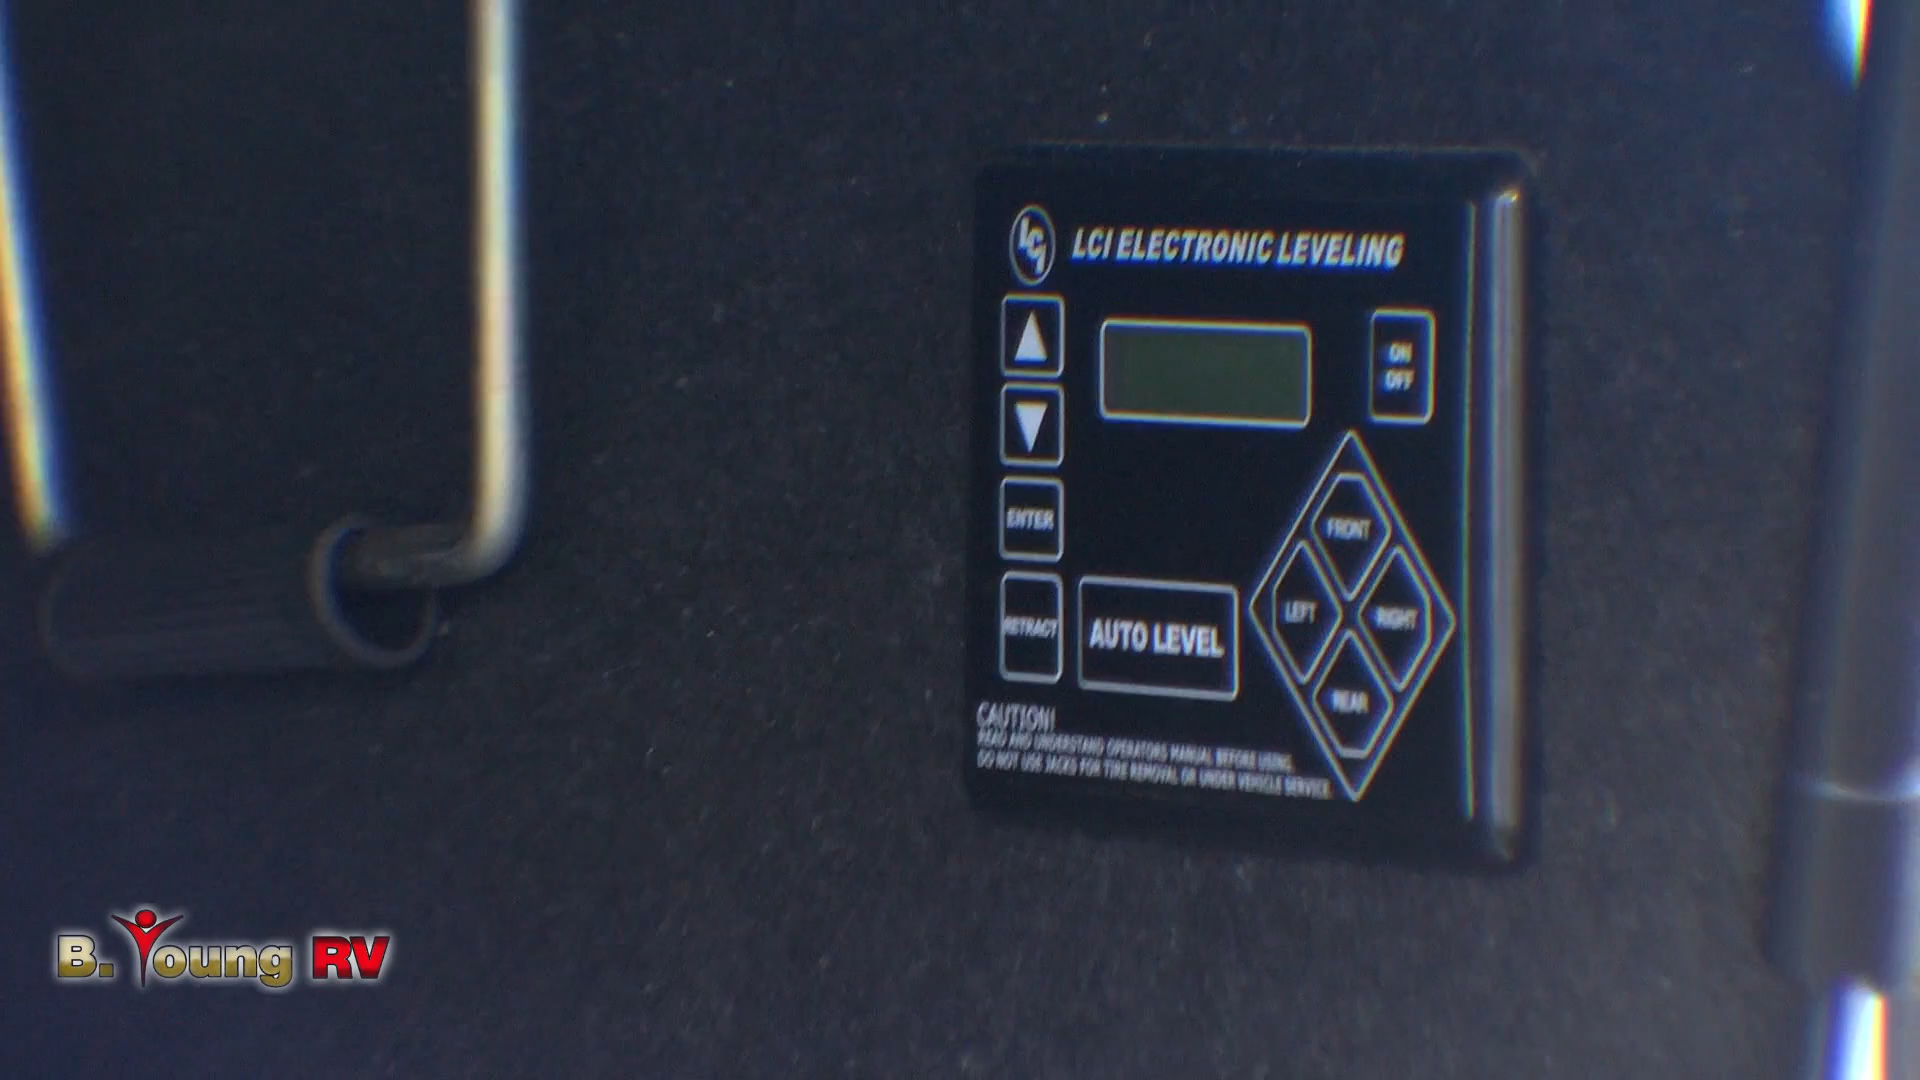 LCI
LCI ELECTRONIC LEVELING
ON
OFF
ENTER
RETRACT
AUTO LEVEL
FRONT
LEFT
RIGHT
REAR
CAUTION!
READ AND UNDERSTAND OPERATORS MANUAL BEFORE USING.
DO NOT USE JACKS FOR TIRE REMOVAL OR UNDER VEHICLE SERVICE.
B. Young RV